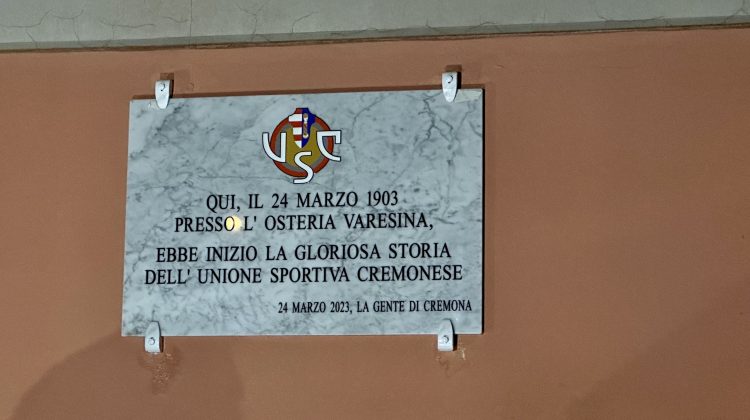 USC
QUI, IL 24 MARZO 1903
PRESSO L' OSTERIA VARESINA,
EBBE INIZIO LA GLORIOSA STORIA
DELL' UNIONE SPORTIVA CREMONESE
24 MARZO 2023, LA GENTE DI CREMONA